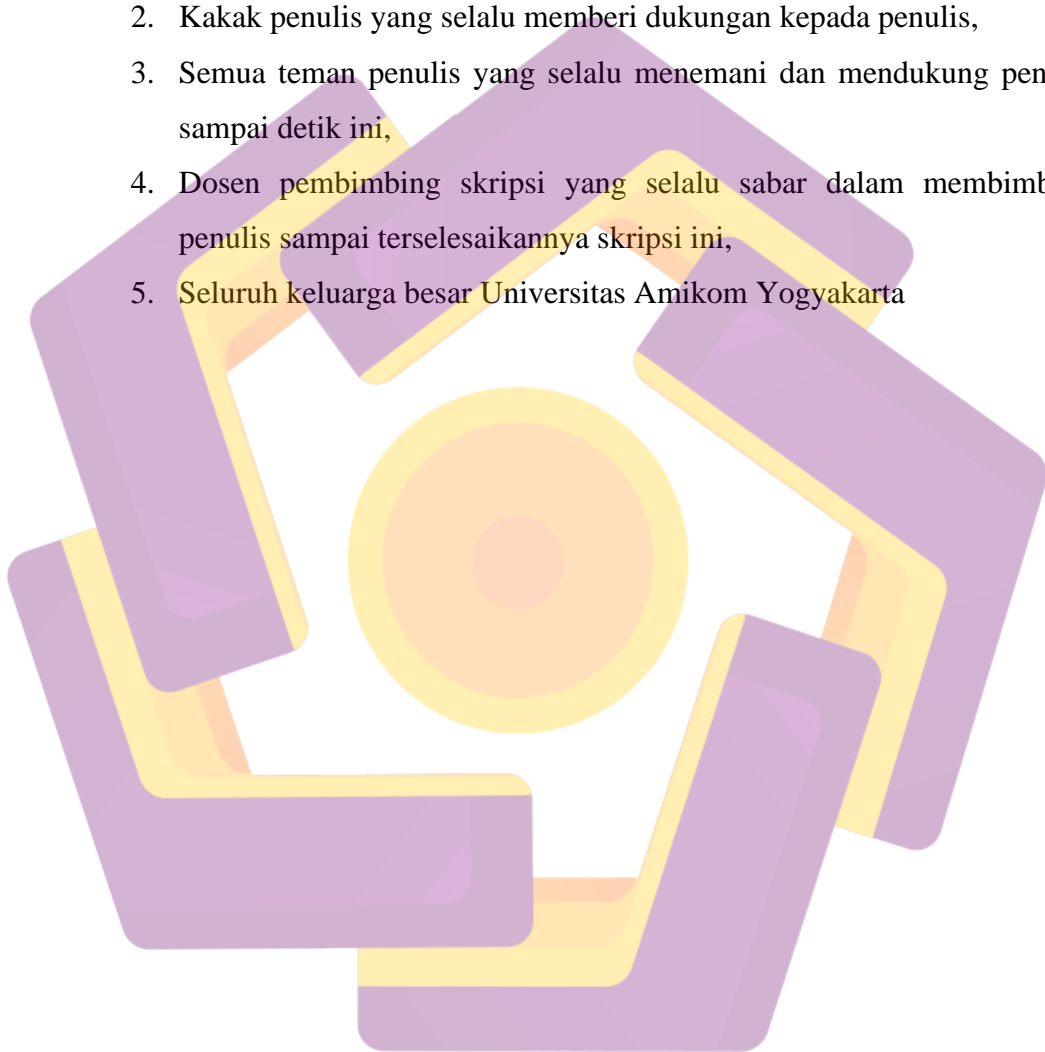 2. Kakak penulis yang selalu memberi dukungan kepada penulis,
3. Semua teman penulis yang selalu menemani dan mendukung pen
sampai detik ini,
4. Dosen pembimbing skripsi yang selalu sabar dalam membimb
penulis sampai terselesaikannya skripsi ini,
5. Seluruh keluarga besar Universitas Amikom Yogyakarta